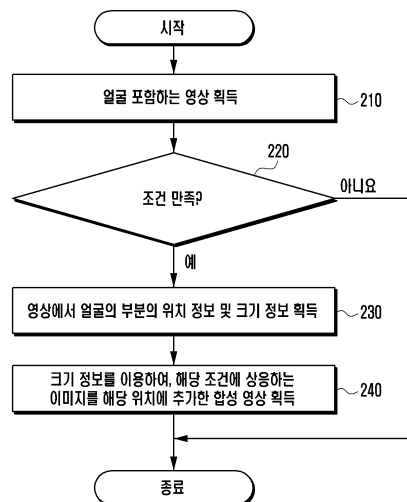 시작
얼굴 포함하는 영상 획득
210
220
조건 만족?
아니요
예
영상에서 얼굴의 부분의 위치 정보 및 크기 정보 획득
230
크기 정보를 이용하여, 해당 조건에 상응하는
이미지를 해당 위치에 추가한 합성 영상 획득
240
종료